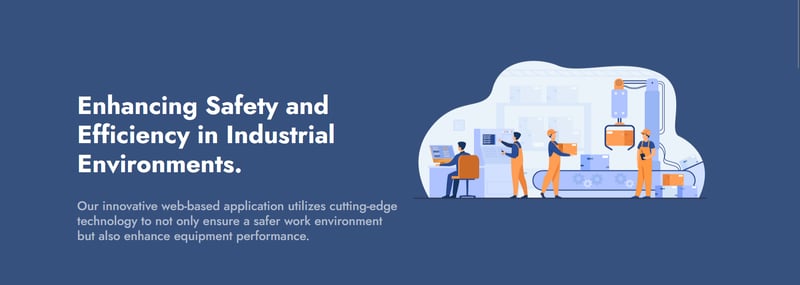 Enhancing Safety and
Efficiency in Industrial
Environments.
Our innovative web-based application utilizes cutting-edge
technology to not only ensure a safer work environment
but also enhance equipment performance.